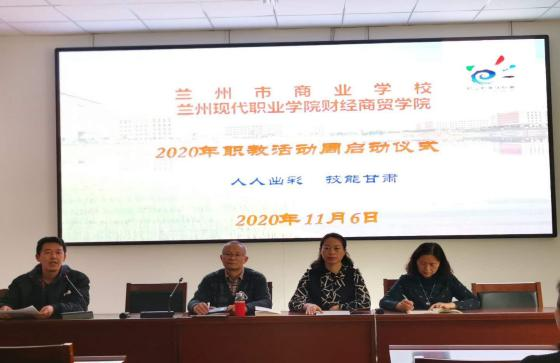 兰州市商业学校
兰州现代职业学院财经商贸学院
2020年职教活动周启动仪式
人人出彩 技能甘肃
2020年11月6日